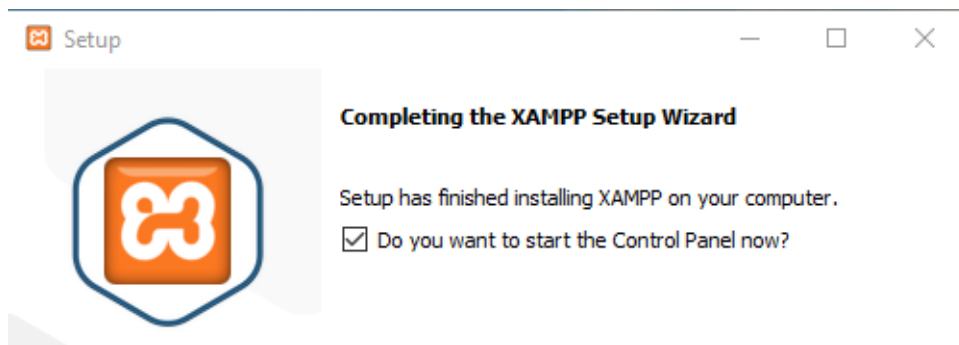 Setup
Completing the XAMPP Setup Wizard
Setup has finished installing XAMPP on your computer.
Do you want to start the Control Panel now?